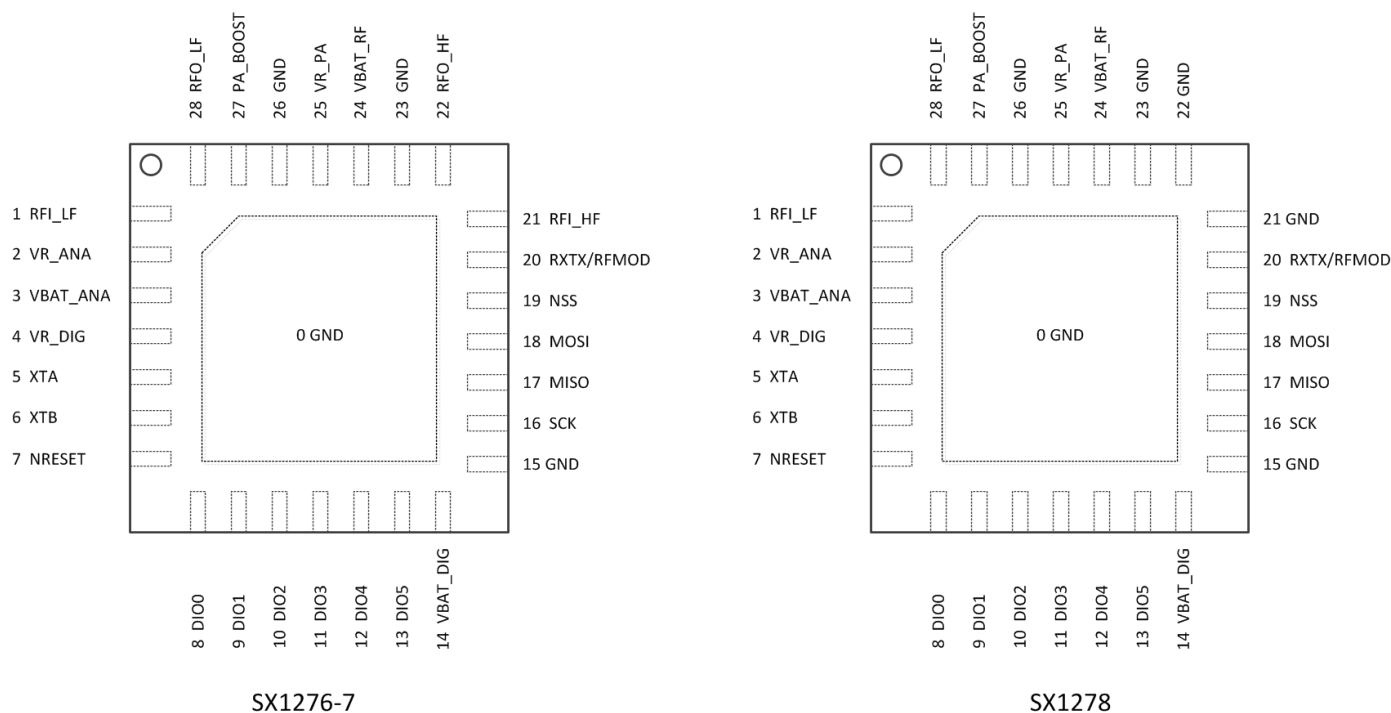 28 RFO_LF
27 PA_BOOST
26 GND
25 VR_PA
24 VBAT_RF
23 GND
22 RFO_HF
1 RFI_LF
2 VR_ANA
3 VBAT_ANA
4 VR_DIG
5 XTA
6 XTB
7 NRESET
0 GND
21 RFI_HF
20 RXTX/RFMOD
19 NSS
18 MOSI
17 MISO
16 SCK
15 GND
8 DIO0
9 DIO1
10 DIO2
11 DIO3
12 DIO4
13 DIO5
14 VBAT_DIG
SX1276-7
28 RFO_LF
27 PA_BOOST
26 GND
25 VR_PA
24 VBAT_RF
23 GND
22 GND
1 RFI_LF
2 VR_ANA
3 VBAT_ANA
4 VR_DIG
5 XTA
6 XTB
7 NRESET
0 GND
21 GND
20 RXTX/RFMOD
19 NSS
18 MOSI
17 MISO
16 SCK
15 GND
8 DIO0
9 DIO1
10 DIO2
11 DIO3
12 DIO4
13 DIO5
14 VBAT_DIG
SX1278